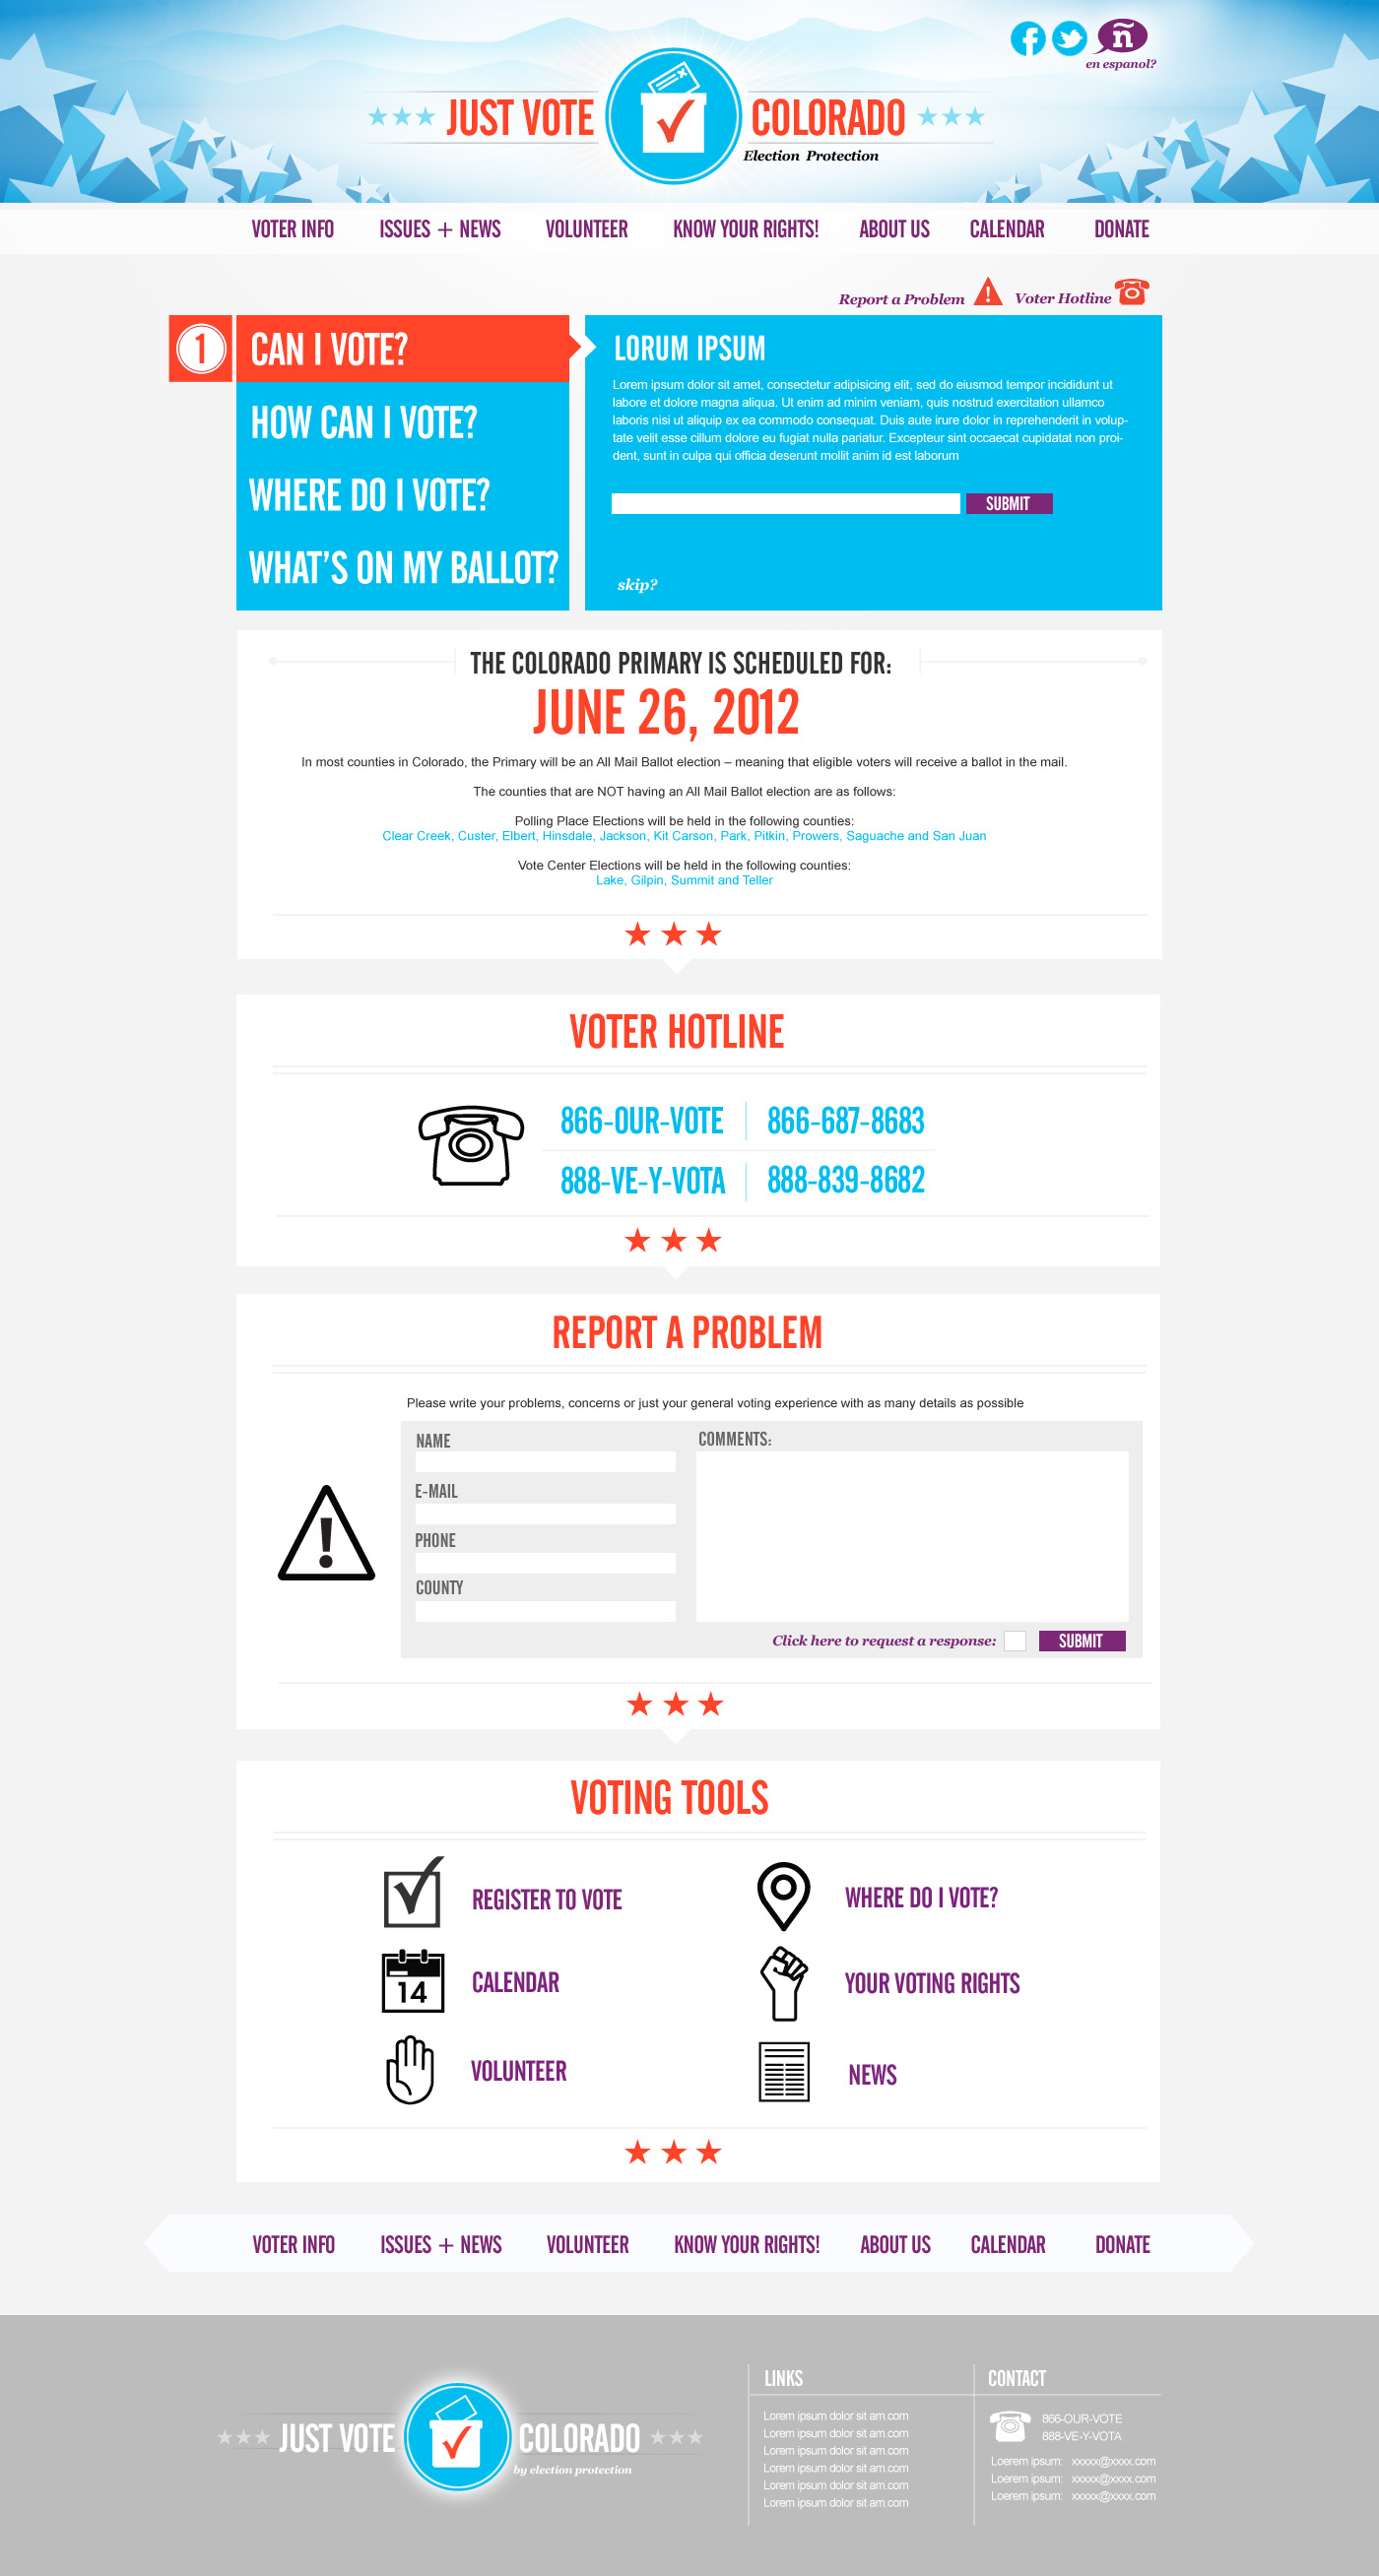 ñ
en espanol?
JUST VOTE COLORADO
Election Protection
VOTER INFO ISSUES + NEWS VOLUNTEER KNOW YOUR RIGHTS! ABOUT US CALENDAR DONATE
Report a Problem ! Voter Hotline
1 CAN I VOTE?
HOW CAN I VOTE?
WHERE DO I VOTE?
WHAT'S ON MY BALLOT?
LORUM IPSUM
Lorem ipsum dolor sit amet, consectetur adipisicing elit, sed do eiusmod tempor incididunt ut
labore et dolore magna aliqua. Ut enim ad minim veniam, quis nostrud exercitation ullamco
laboris nisi ut aliquip ex ea commodo consequat. Duis aute irure dolor in reprehenderit in volup-
tate velit esse cillum dolore eu fugiat nulla pariatur. Excepteur sint occaecat cupidatat non proi-
dent, sunt in culpa qui officia deserunt mollit anim id est laborum
SUBMIT
skip?
THE COLORADO PRIMARY IS SCHEDULED FOR:
JUNE 26, 2012
In most counties in Colorado, the Primary will be an All Mail Ballot election – meaning that eligible voters will receive a ballot in the mail.
The counties that are NOT having an All Mail Ballot election are as follows:
Polling Place Elections will be held in the following counties:
Clear Creek, Custer, Elbert, Hinsdale, Jackson, Kit Carson, Park, Pitkin, Prowers, Saguache and San Juan
Vote Center Elections will be held in the following counties:
Lake, Gilpin, Summit and Teller
VOTER HOTLINE
866-OUR-VOTE 866-687-8683
888-VE-Y-VOTA 888-839-8682
REPORT A PROBLEM
Please write your problems, concerns or just your general voting experience with as many details as possible
NAME
E-MAIL
PHONE
COUNTY
COMMENTS:
!
Click here to request a response: SUBMIT
VOTING TOOLS
REGISTER TO VOTE WHERE DO I VOTE?
14 CALENDAR YOUR VOTING RIGHTS
VOLUNTEER NEWS
VOTER INFO ISSUES + NEWS VOLUNTEER KNOW YOUR RIGHTS! ABOUT US CALENDAR DONATE
JUST VOTE COLORADO
by election protection
LINKS
Lorem ipsum dolor sit am.com
Lorem ipsum dolor sit am.com
Lorem ipsum dolor sit am.com
Lorem ipsum dolor sit am.com
Lorem ipsum dolor sit am.com
Lorem ipsum dolor sit am.com
CONTACT
866-OUR-VOTE
888-VE-Y-VOTA
Loerem ipsum: xxxxx@xxxx.com
Loerem ipsum: xxxxx@xxxx.com
Loerem ipsum: xxxxx@xxxx.com